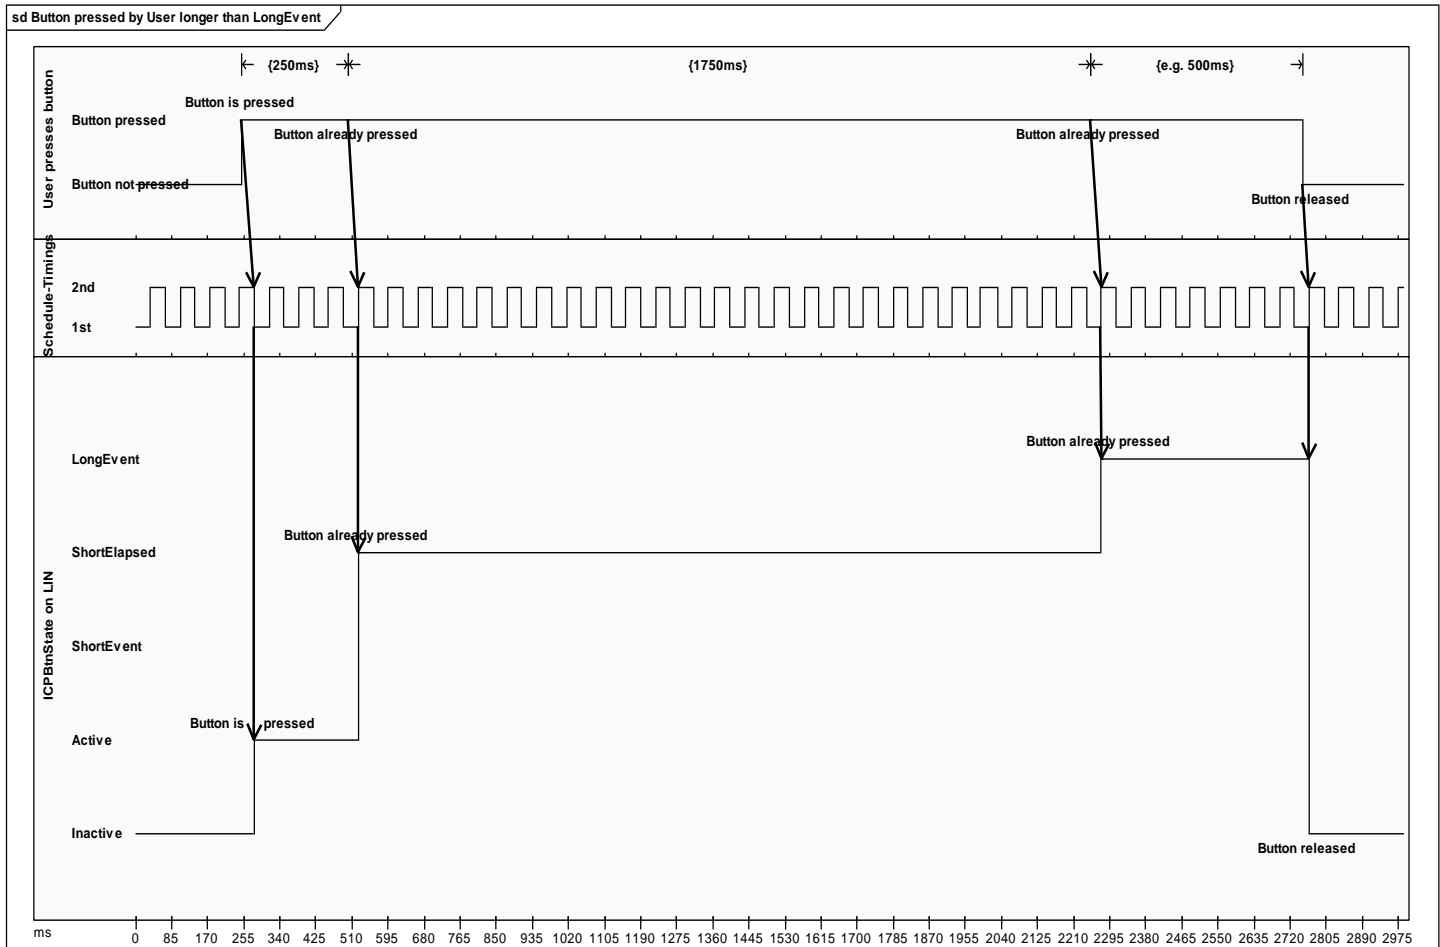 sd Button pressed by User longer than LongEvent
{250ms} {1750ms} {e.g. 500ms}
User presses button
Button is pressed
Button pressed
Button already pressed Button already pressed
Button not pressed
Button released
Schedule-Timings
2nd
1st
ICPBtnState on LIN
Button already pressed
LongEvent
Button already pressed
ShortElapsed
ShortEvent
Button is pressed
Active
Inactive
Button released
ms 0 85 170 255 340 425 510 595 680 765 850 935 1020 1105 1190 1275 1360 1445 1530 1615 1700 1785 1870 1955 2040 2125 2210 2295 2380 2465 2550 2635 2720 2805 2890 2975